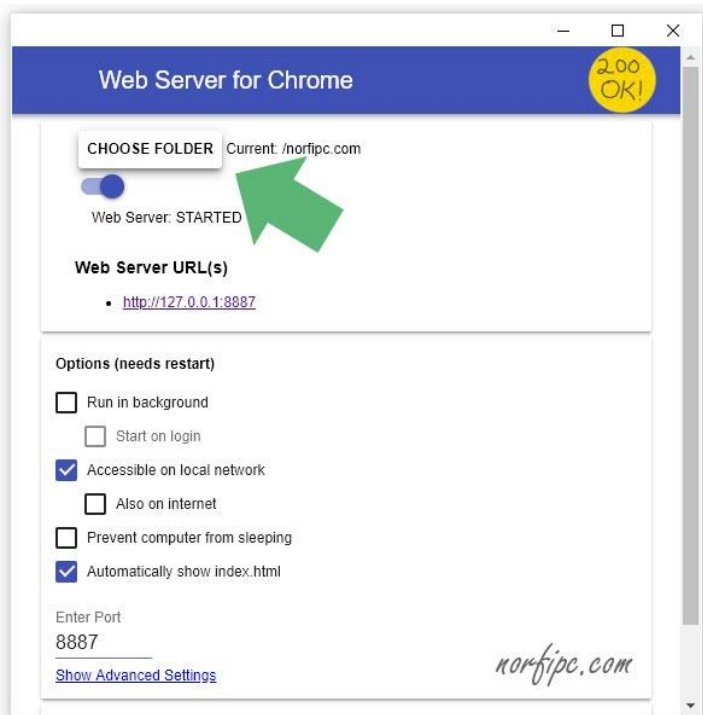 Web Server for Chrome
200
OK!
CHOOSE FOLDER Current: /norfipc.com
Web Server: STARTED
Web Server URL(s)
http://127.0.0.1:8887
Options (needs restart)
Run in background
Start on login
Accessible on local network
Also on internet
Prevent computer from sleeping
Automatically show index.html
Enter Port
8887
norfipc.com
Show Advanced Settings